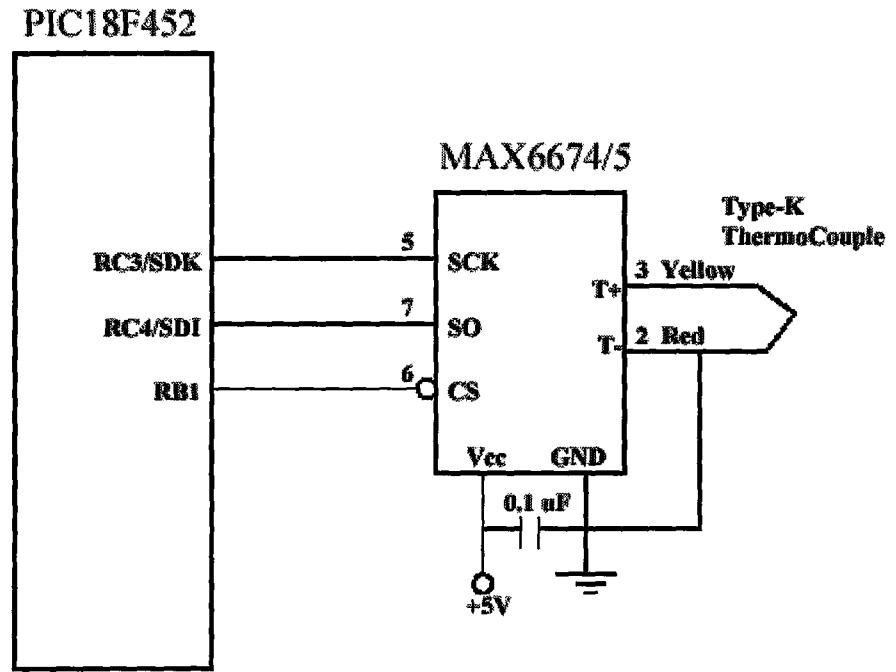 PIC18F452
MAX6674/5
Type-K
ThermoCouple
RC3/SDK
5
SCK
T+
3 Yellow
RC4/SDI
7
SO
T-
2 Red
RB1
6
CS
Vcc
GND
0.1 uF
+5V